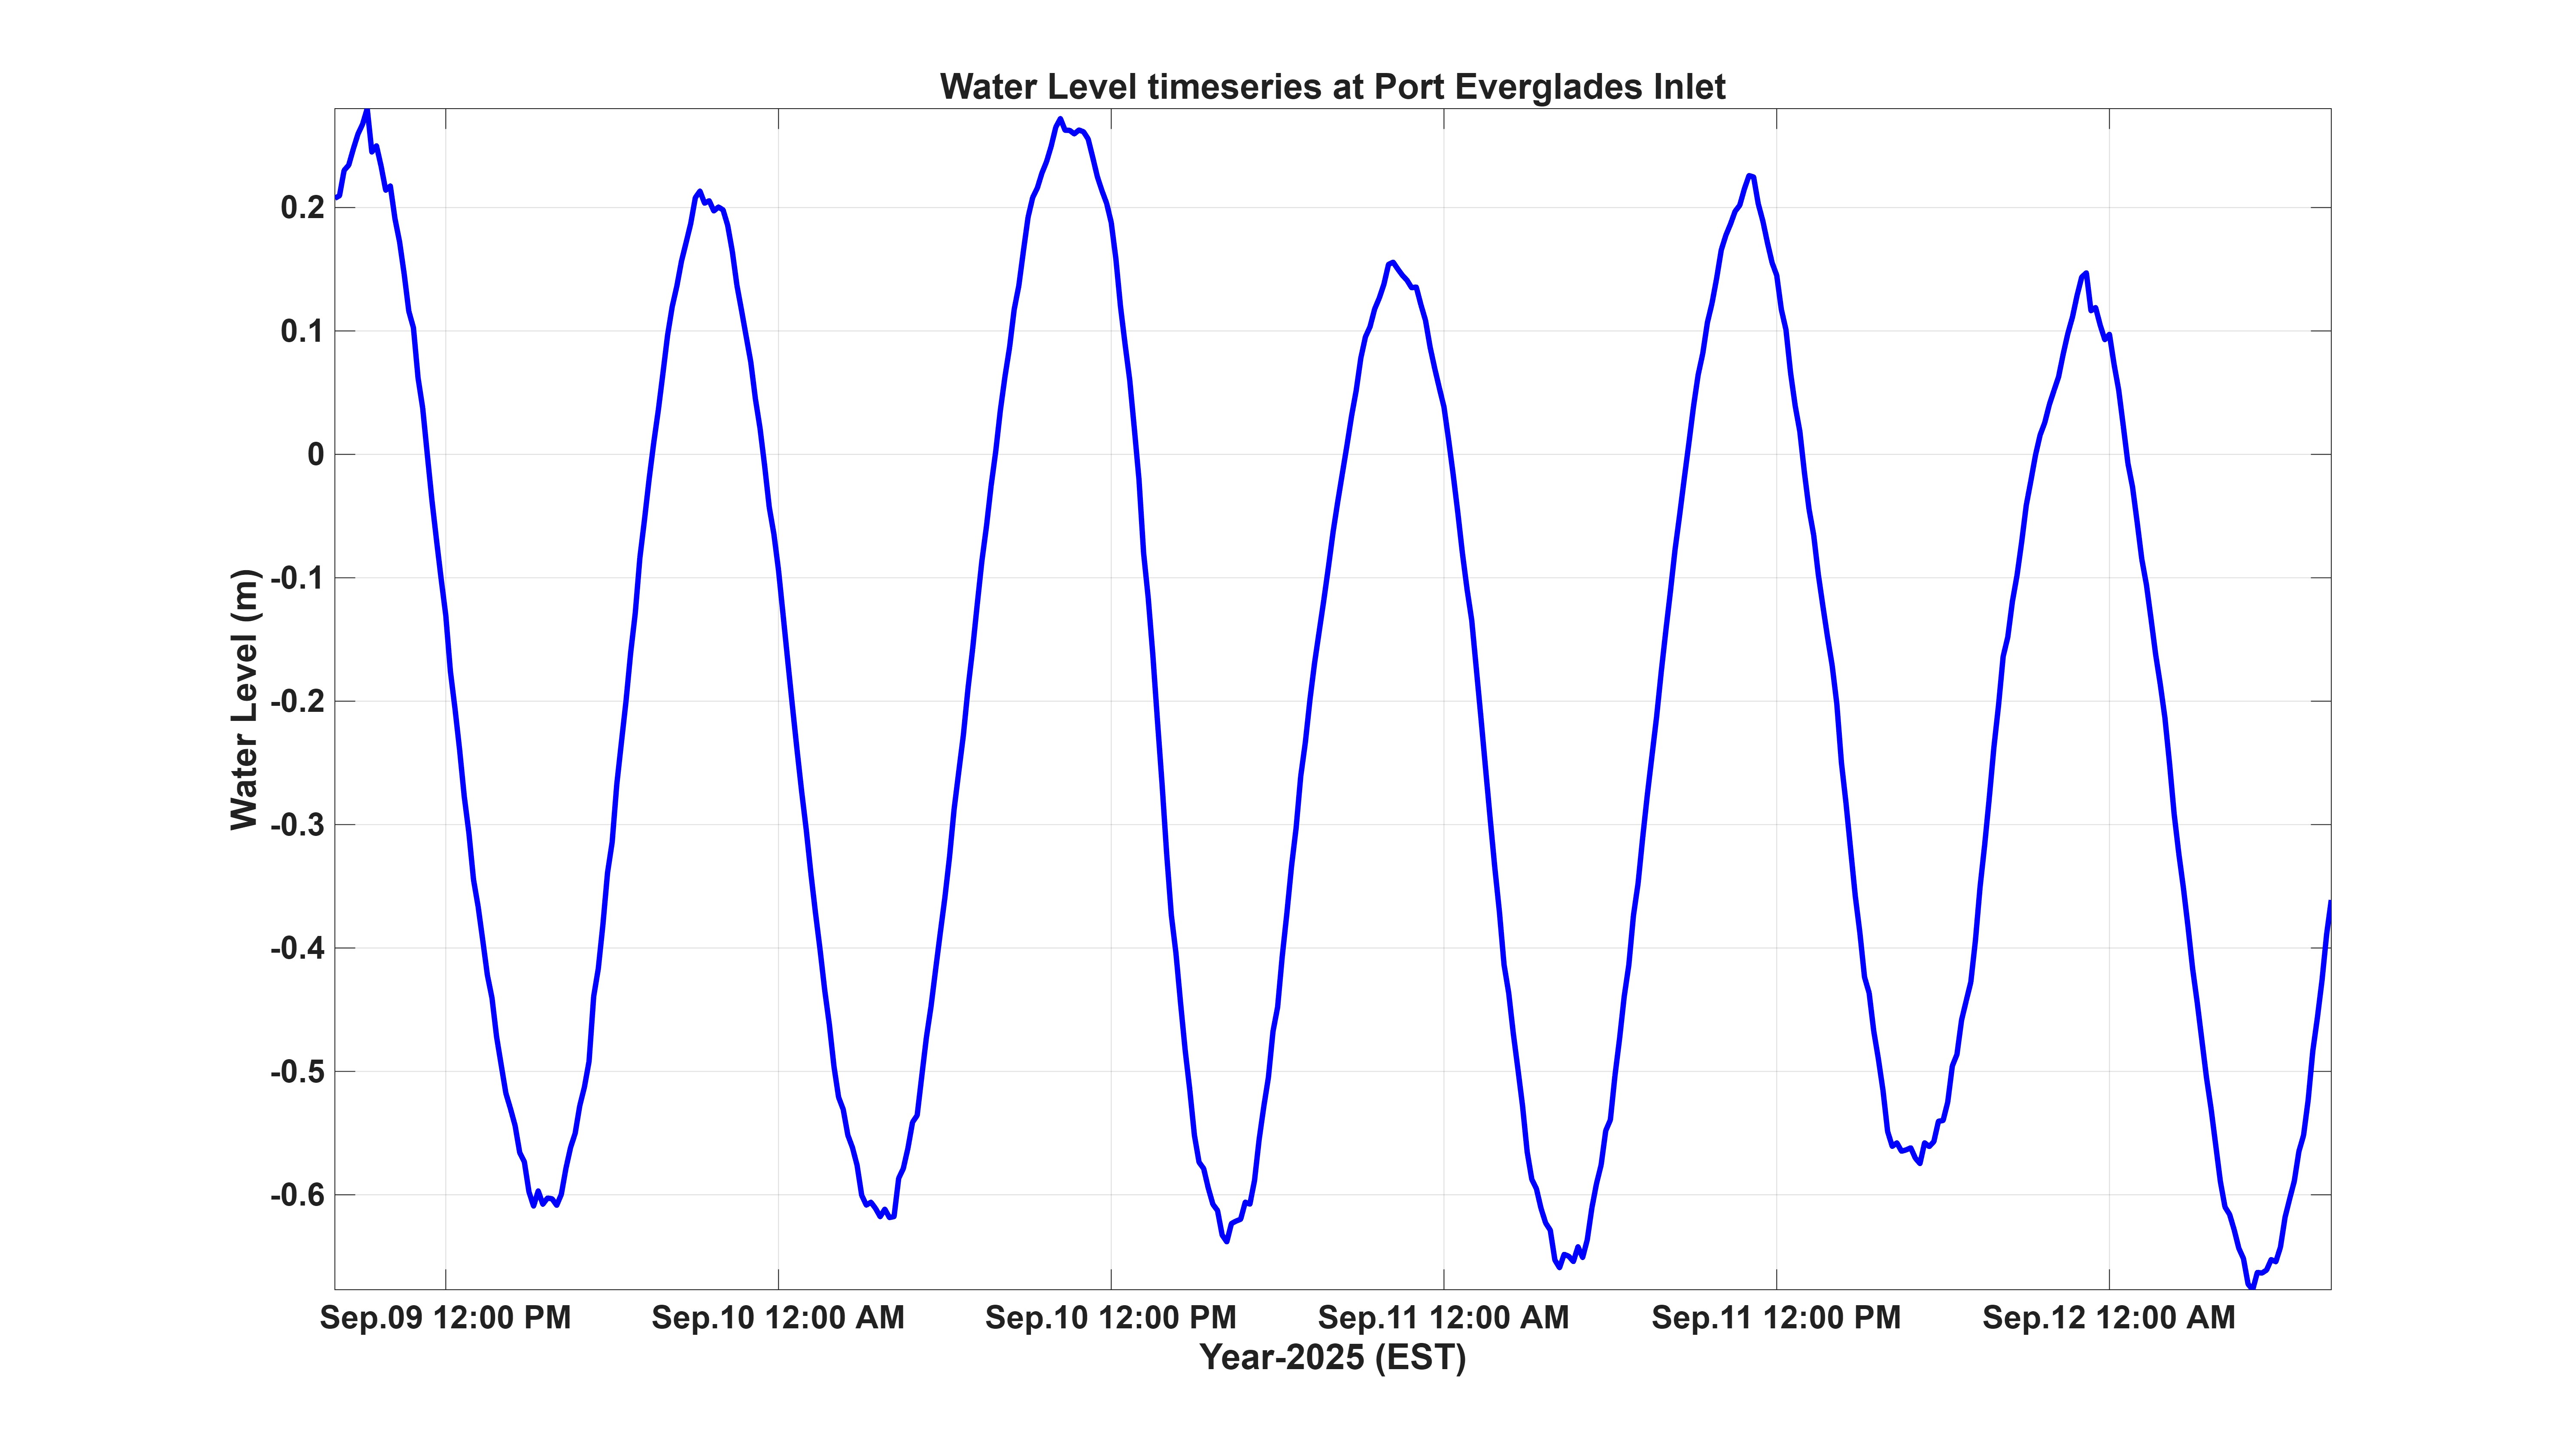 Water Level timeseries at Port Everglades Inlet
0.2
0.1
0
-0.1
-0.2
-0.3
-0.4
-0.5
-0.6
Water Level (m)
Sep.09 12:00 PM Sep.10 12:00 AM Sep.10 12:00 PM Sep.11 12:00 AM Sep.11 12:00 PM Sep.12 12:00 AM
Year-2025 (EST)